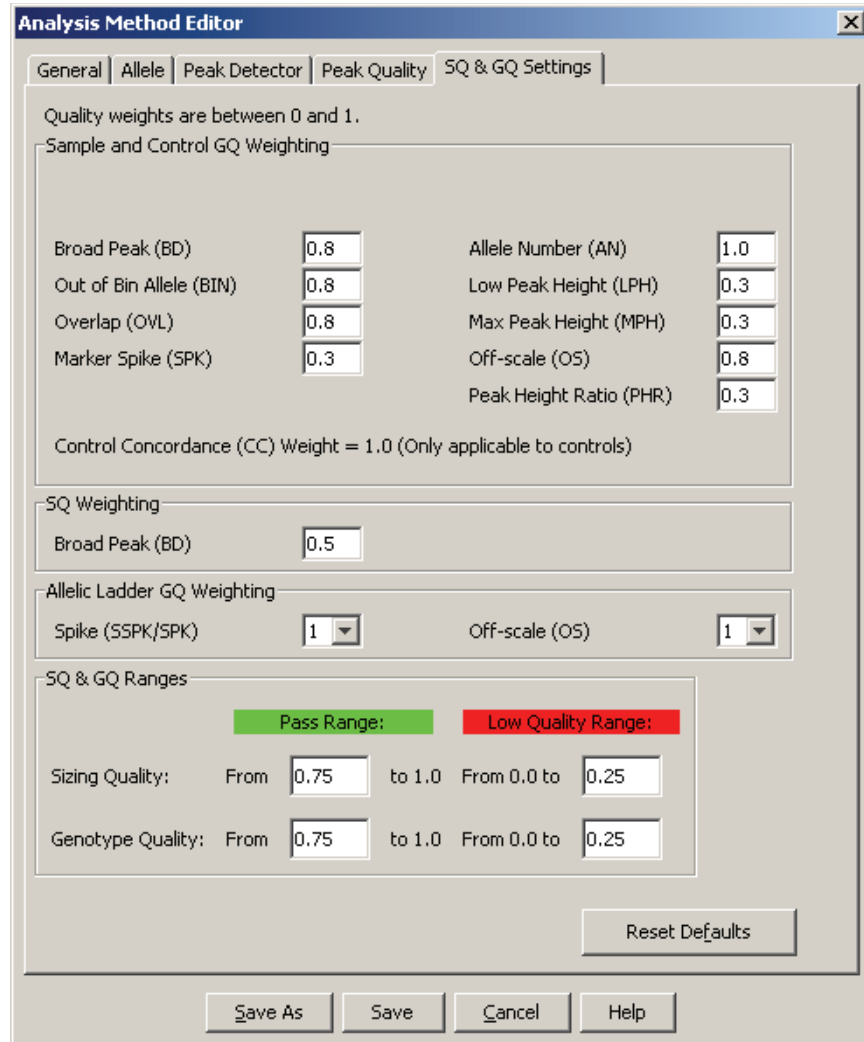 Analysis Method Editor
General Allele Peak Detector Peak Quality SQ & GQ Settings
Quality weights are between 0 and 1.
Sample and Control GQ Weighting
Broad Peak (BD) 0.8 Allele Number (AN) 1.0
Out of Bin Allele (BIN) 0.8 Low Peak Height (LPH) 0.3
Overlap (OVL) 0.8 Max Peak Height (MPH) 0.3
Marker Spike (SPK) 0.3 Off-scale (OS) 0.8
Peak Height Ratio (PHR) 0.3
Control Concordance (CC) Weight = 1.0 (Only applicable to controls)
SQ Weighting
Broad Peak (BD) 0.5
Allelic Ladder GQ Weighting
Spike (SSPK/SPK) 1 Off-scale (OS) 1
SQ & GQ Ranges
Pass Range: Low Quality Range:
Sizing Quality: From 0.75 to 1.0 From 0.0 to 0.25
Genotype Quality: From 0.75 to 1.0 From 0.0 to 0.25
Reset Defaults
Save As Save Cancel Help